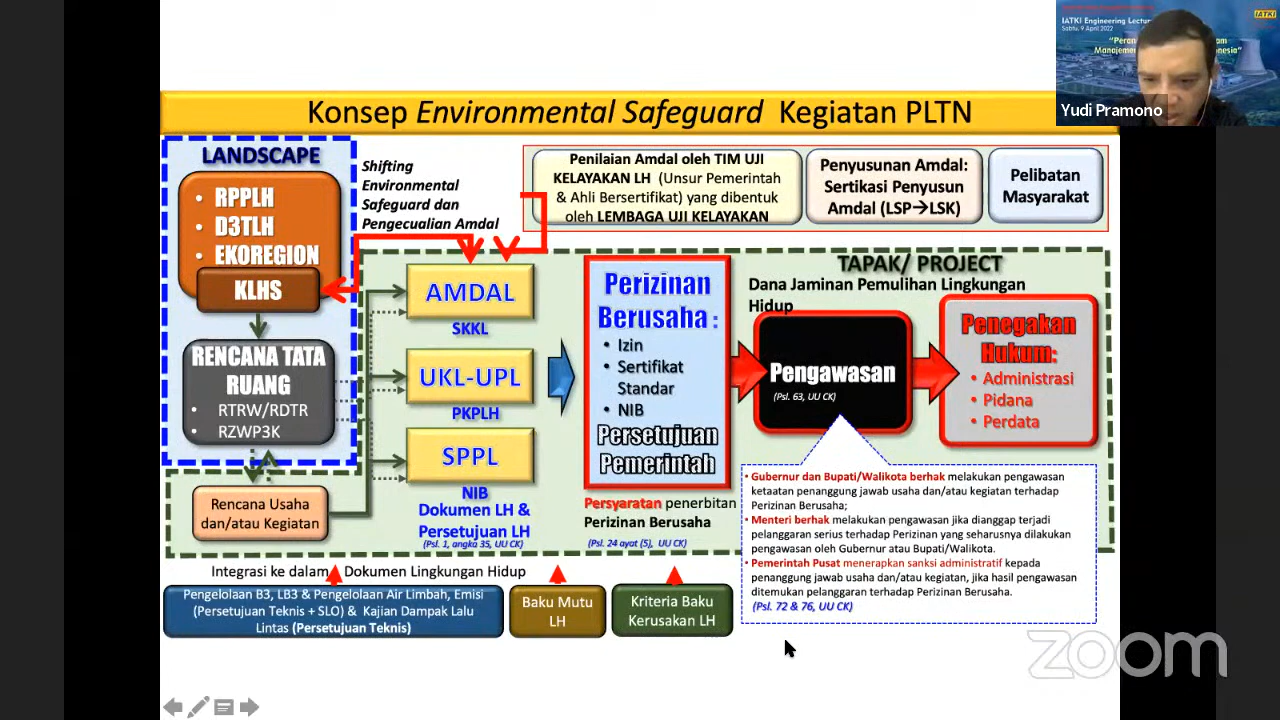 IATKI Engineering Lectur
Sabtu, 9 April 2022
IATKI
Yudi Pramono
Konsep Environmental Safeguard Kegiatan PLTN
LANDSCAPE
• RPPLH
• D3TLH
• EKOREGION
KLHS
RENCANA TATA
RUANG
• RTRW/RDTR
• RZWP3K
Rencana Usaha
dan/atau Kegiatan
Shifting
Environmental
Safeguard dan
Pengecualian Amdal
Penilaian Amdal oleh TIM UJI
KELAYAKAN LH (Unsur Pemerintah
& Ahli Bersertifikat) yang dibentuk
oleh LEMBAGA UJI KELAYAKAN
Penyusunan Amdal:
Sertikasi Penyusun
Amdal (LSP→LSK)
Pelibatan
Masyarakat
AMDAL
SKKL
UKL-UPL
PKPLH
SPPL
NIB
Dokumen LH &
Persetujuan LH
(Psl. 1, angka 35, UU CK)
Perizinan
Berusaha :
• Izin
• Sertifikat
Standar
• NIB
Persetujuan
Pemerintah
Persyaratan penerbitan
Perizinan Berusaha
(Psl. 24 ayat (5), UU CK)
TAPAK/ PROJECT
Dana Jaminan Pemulihan Lingkungan
Hidup
Pengawasan
(Psl. 63, UU CK)
Penegakan
Hukum:
• Administrasi
• Pidana
• Perdata
• Gubernur dan Bupati/Walikota berhak melakukan pengawasan
ketaatan penanggung jawab usaha dan/atau kegiatan terhadap
Perizinan Berusaha;
• Menteri berhak melakukan pengawasan jika dianggap terjadi
pelanggaran serius terhadap Perizinan yang seharusnya dilakukan
pengawasan oleh Gubernur atau Bupati/Walikota.
• Pemerintah Pusat menerapkan sanksi administratif kepada
penanggung jawab usaha dan/atau kegiatan, jika hasil pengawasan
ditemukan pelanggaran terhadap Perizinan Berusaha.
(Psl. 72 & 76, UU CK)
Integrasi ke dalam Dokumen Lingkungan Hidup
Pengelolaan B3, LB3 & Pengelolaan Air Limbah, Emisi
(Persetujuan Teknis + SLO) & Kajian Dampak Lalu
Lintas (Persetujuan Teknis)
Baku Mutu
LH
Kriteria Baku
Kerusakan LH
zoom